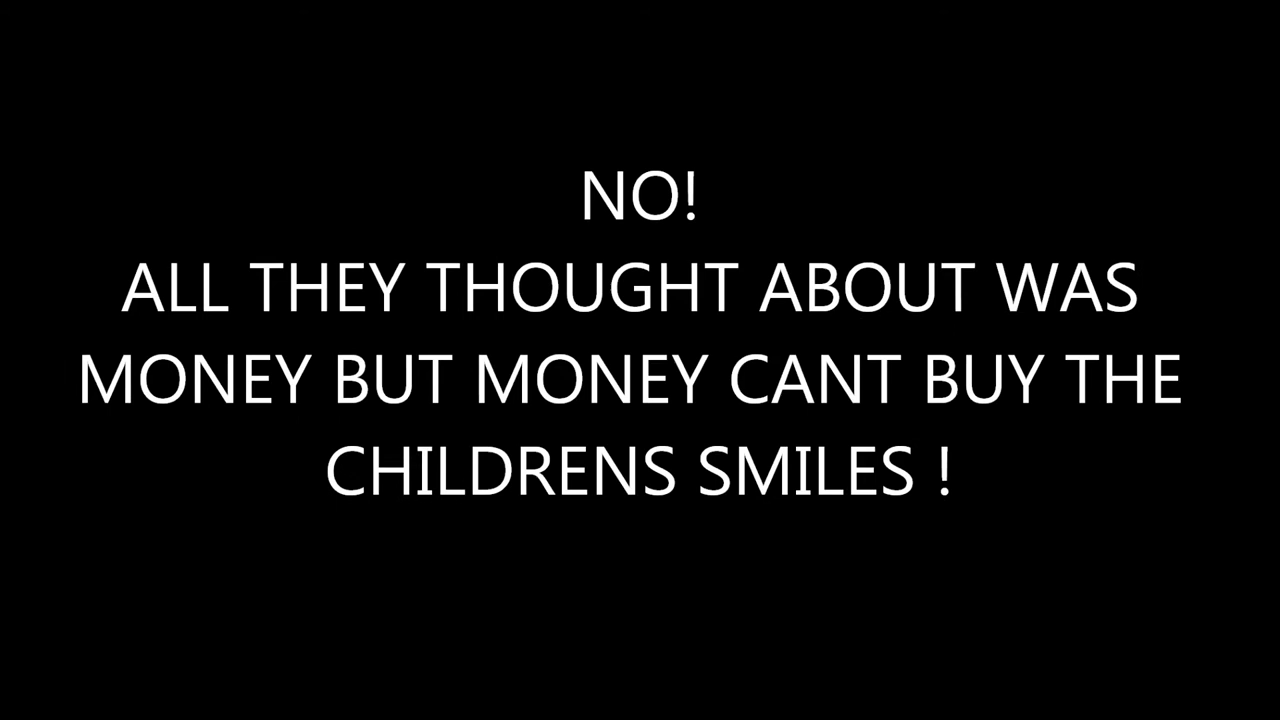 NO!
ALL THEY THOUGHT ABOUT WAS
MONEY BUT MONEY CANT BUY THE
CHILDRENS SMILES !